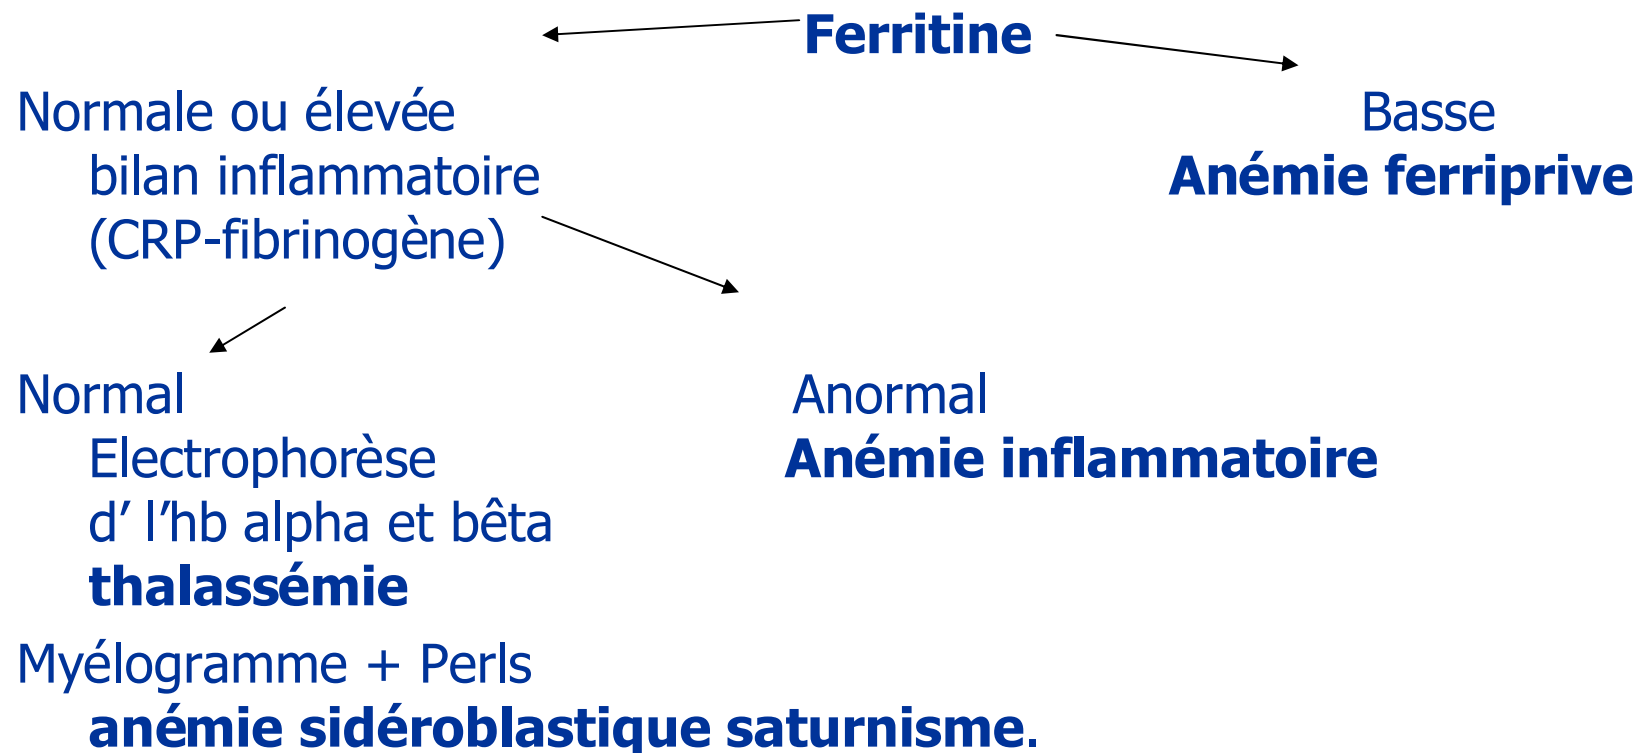 Ferritine
Normale ou élevée
bilan inflammatoire
(CRP-fibrinogène)
Basse
Anémie ferriprive
Normal
Electrophorèse
d’ l’hb alpha et bêta
thalassémie
Anormal
Anémie inflammatoire
Myélogramme + Perls
anémie sidéroblastique saturnisme.